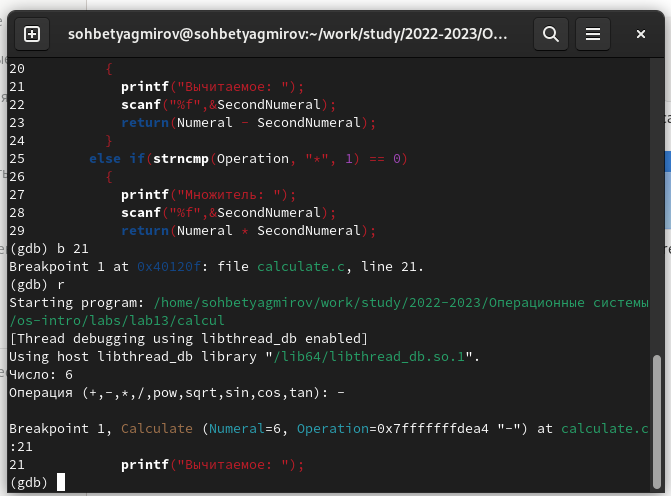 sohbetyagmirov@sohbetyagmirov:~/work/study/2022-2023/О...
20 {
21 printf("Вычитаемое: ");
22 scanf("%f",&SecondNumeral);
23 return(Numeral - SecondNumeral);
24 }
25 else if(strncmp(Operation, "*", 1) == 0)
26 {
27 printf("Множитель: ");
28 scanf("%f",&SecondNumeral);
29 return(Numeral * SecondNumeral);
(gdb) b 21
Breakpoint 1 at 0x40120f: file calculate.c, line 21.
(gdb) r
Starting program: /home/sohbetyagmirov/work/study/2022-2023/Операционные системы
/os-intro/labs/lab13/calcul
[Thread debugging using libthread_db enabled]
Using host libthread_db library "/lib64/libthread_db.so.1".
Число: 6
Операция (+,-,*,/,pow,sqrt,sin,cos,tan): -
Breakpoint 1, Calculate (Numeral=6, Operation=0x7fffffffdea4 "-") at calculate.c
:21
21 printf("Вычитаемое: ");
(gdb)